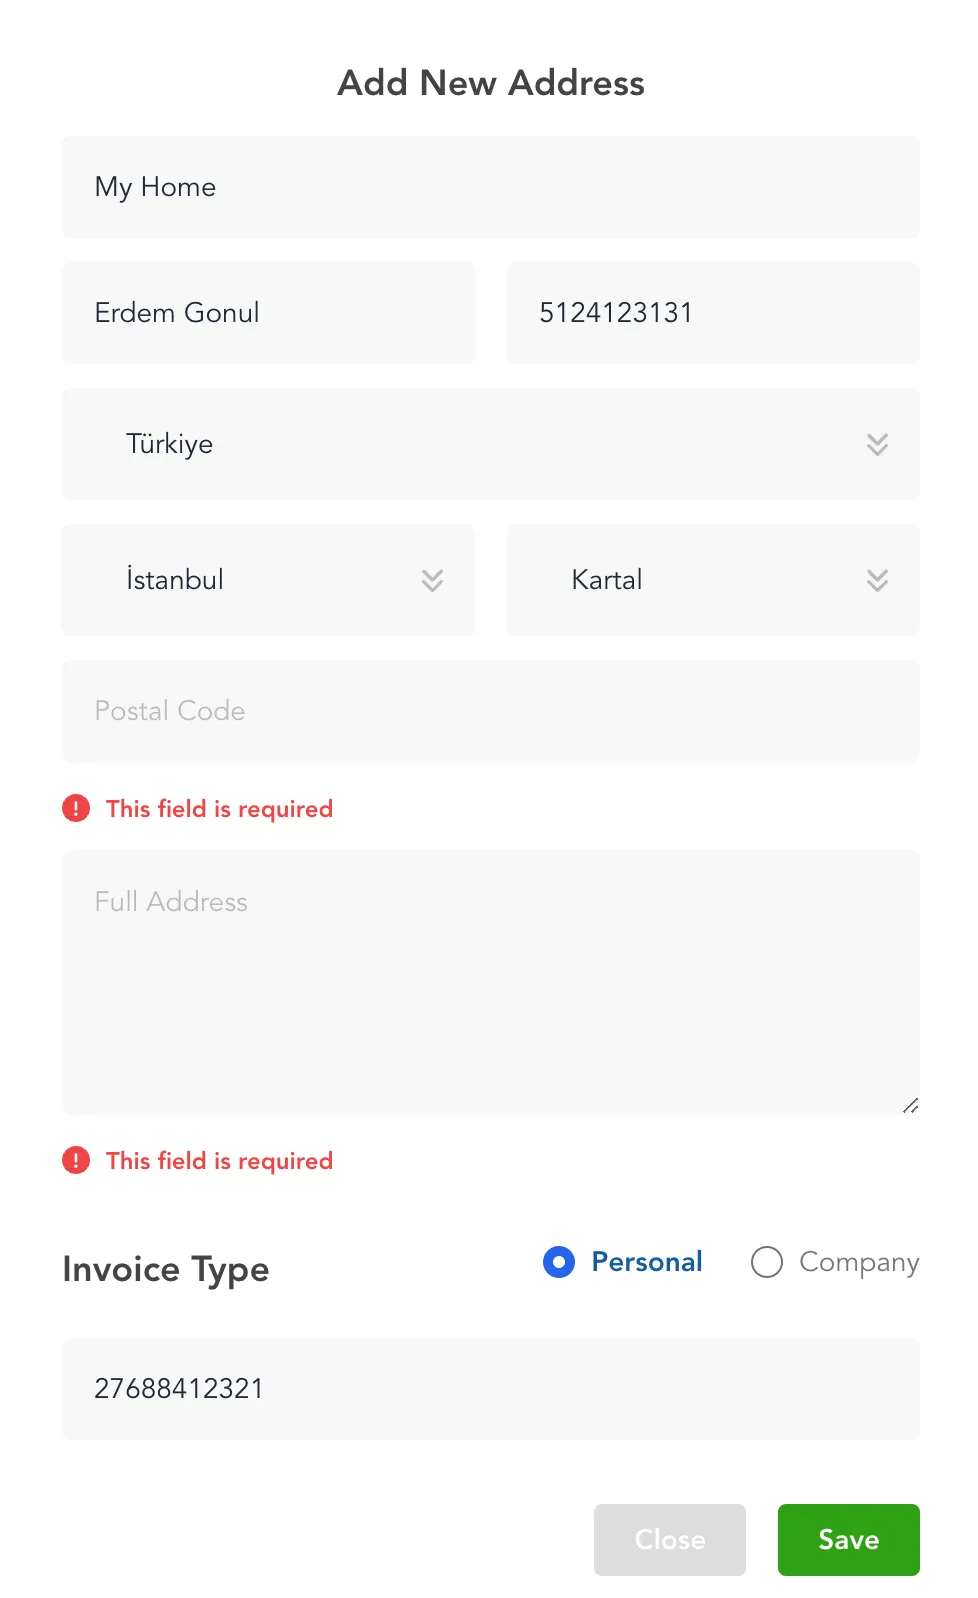 Add New Address
My Home
Erdem Gonul
5124123131
Türkiye
İstanbul
Kartal
Postal Code
This field is required
Full Address
This field is required
Invoice Type
Personal
Company
27688412321
Close
Save